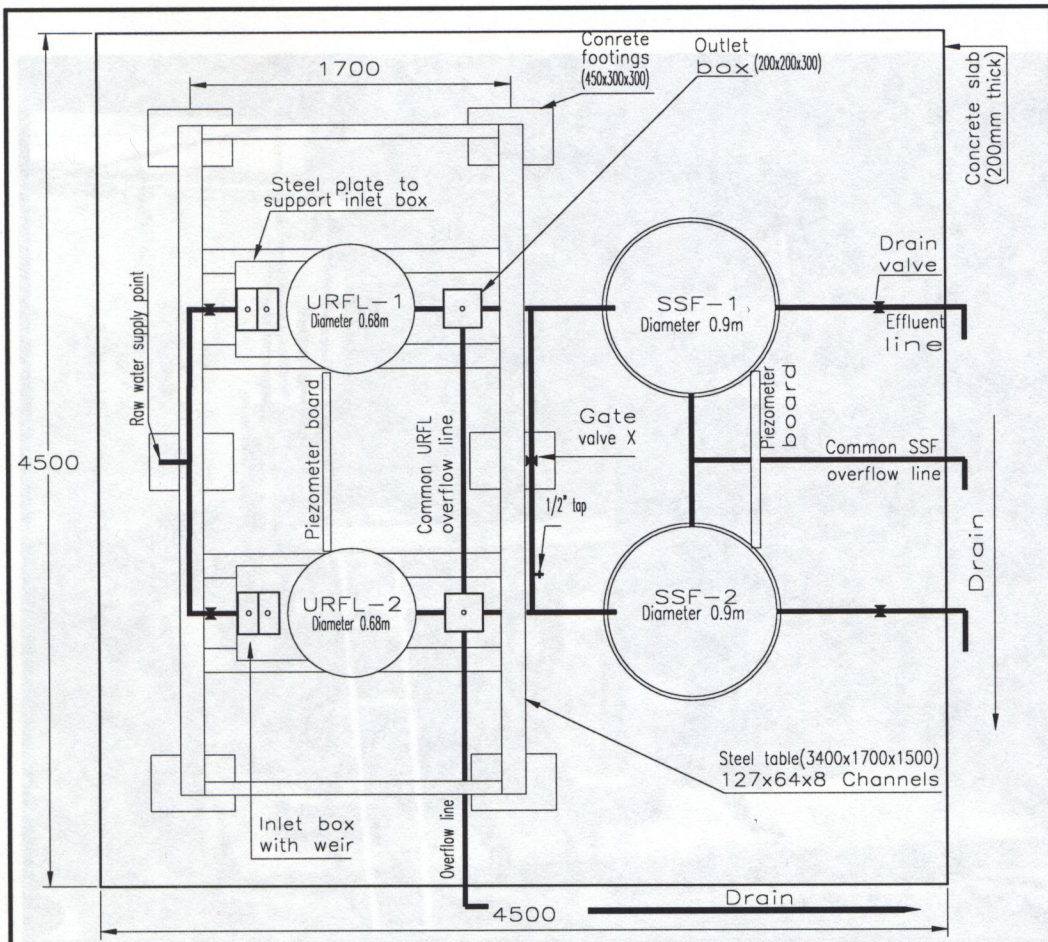 1700
Conrete
footings
(450x300x300)
Outlet
box (200x200x300)
Concrete slab
(200mm thick)
Steel plate to
support inlet box
URFL-1
Diameter 0.68m
SSF-1
Diameter 0.9m
Drain
valve
Effluent
line
Raw water supply point
Piezometer board
Common URFL
overflow line
Gate
valve X
Piezometer
board
Common SSF
overflow line
4500
1/2" tap
URFL-2
Diameter 0.68m
SSF-2
Diameter 0.9m
Drain
Steel table(3400x1700x1500)
127x64x8 Channels
Inlet box
with weir
Overflow line
4500
Drain